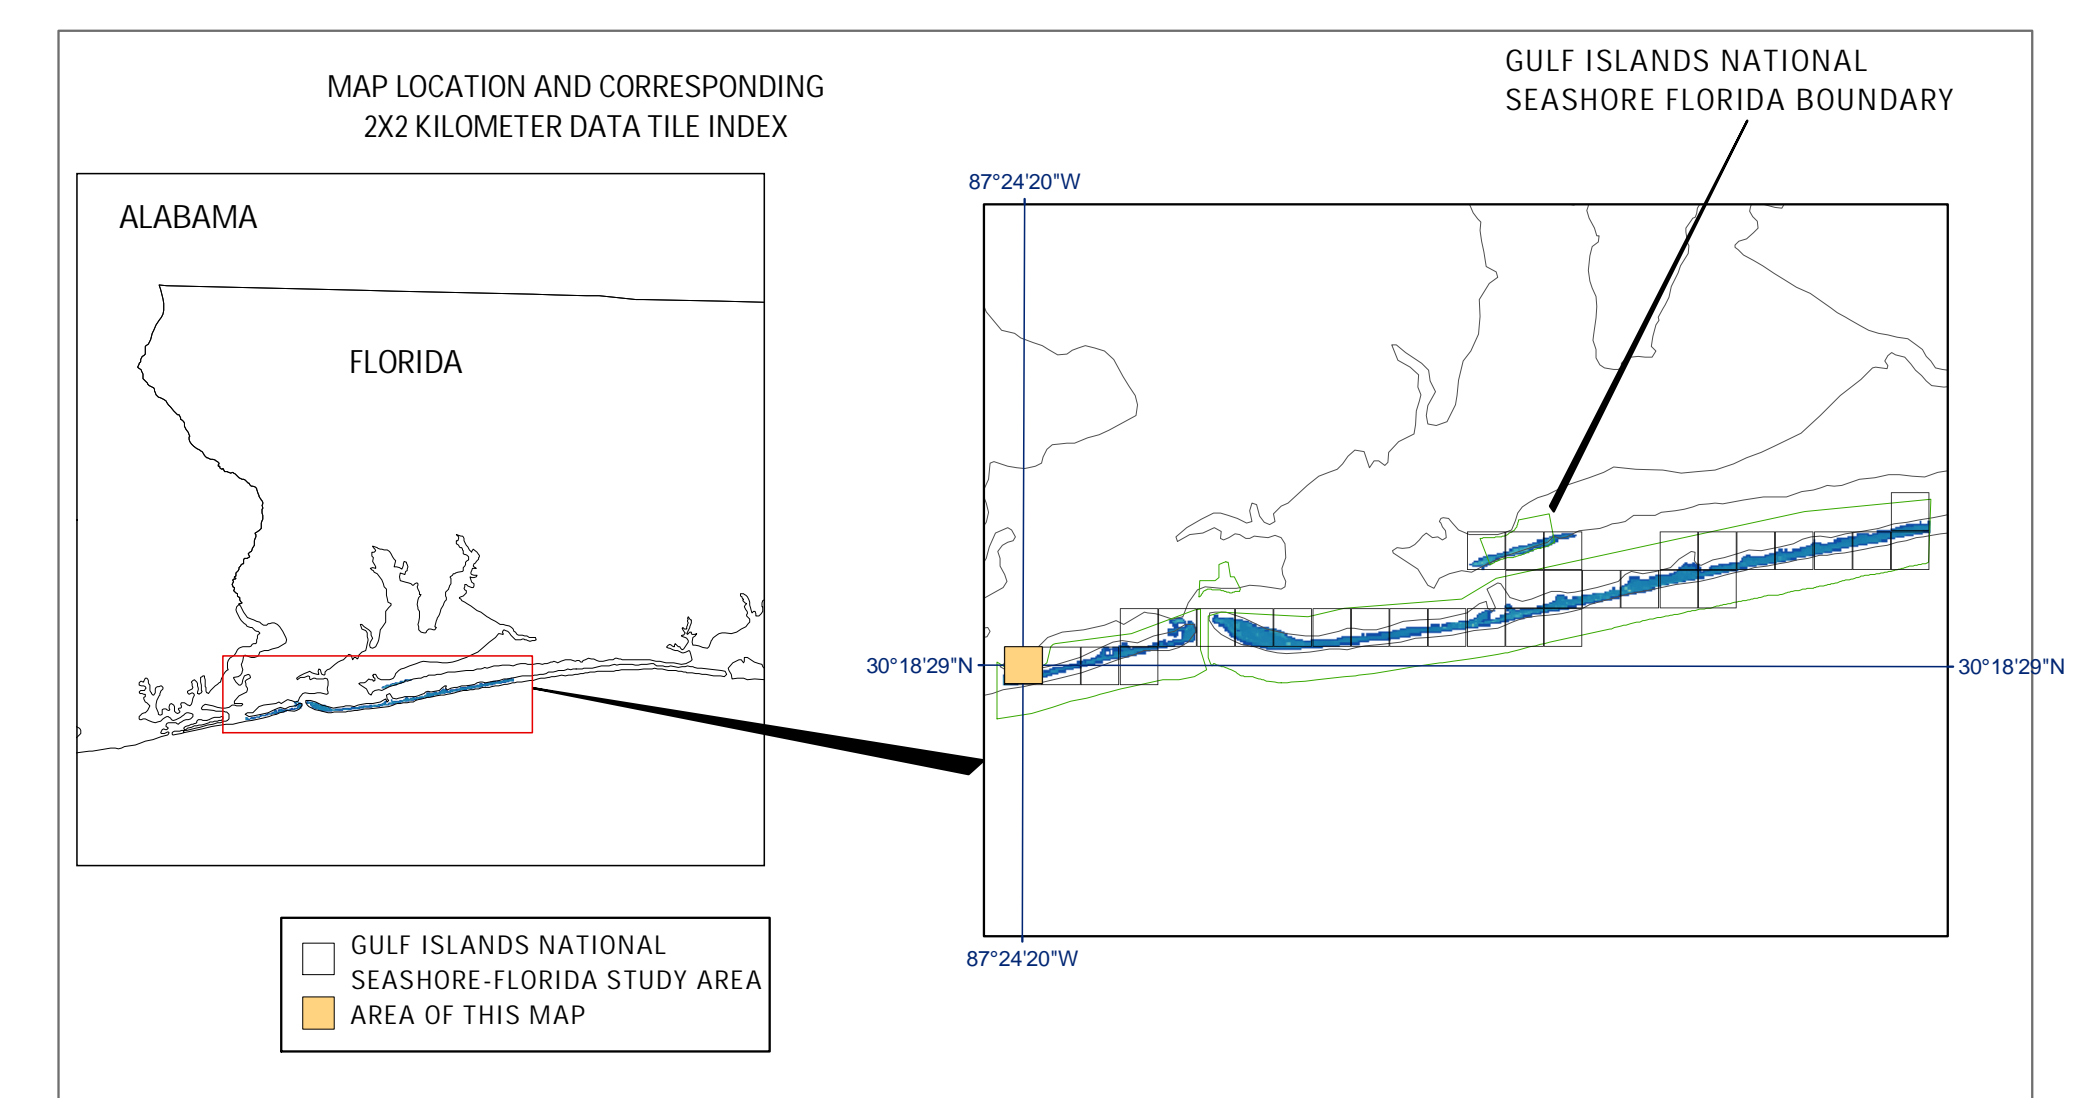 MAP LOCATION AND CORRESPONDING
2X2 KILOMETER DATA TILE INDEX
ALABAMA
FLORIDA
GULF ISLANDS NATIONAL
SEASHORE-FLORIDA STUDY AREA
AREA OF THIS MAP
GULF ISLANDS NATIONAL
SEASHORE FLORIDA BOUNDARY
87°24'20"W
30°18'29"N
30°18'29"N
87°24'20"W